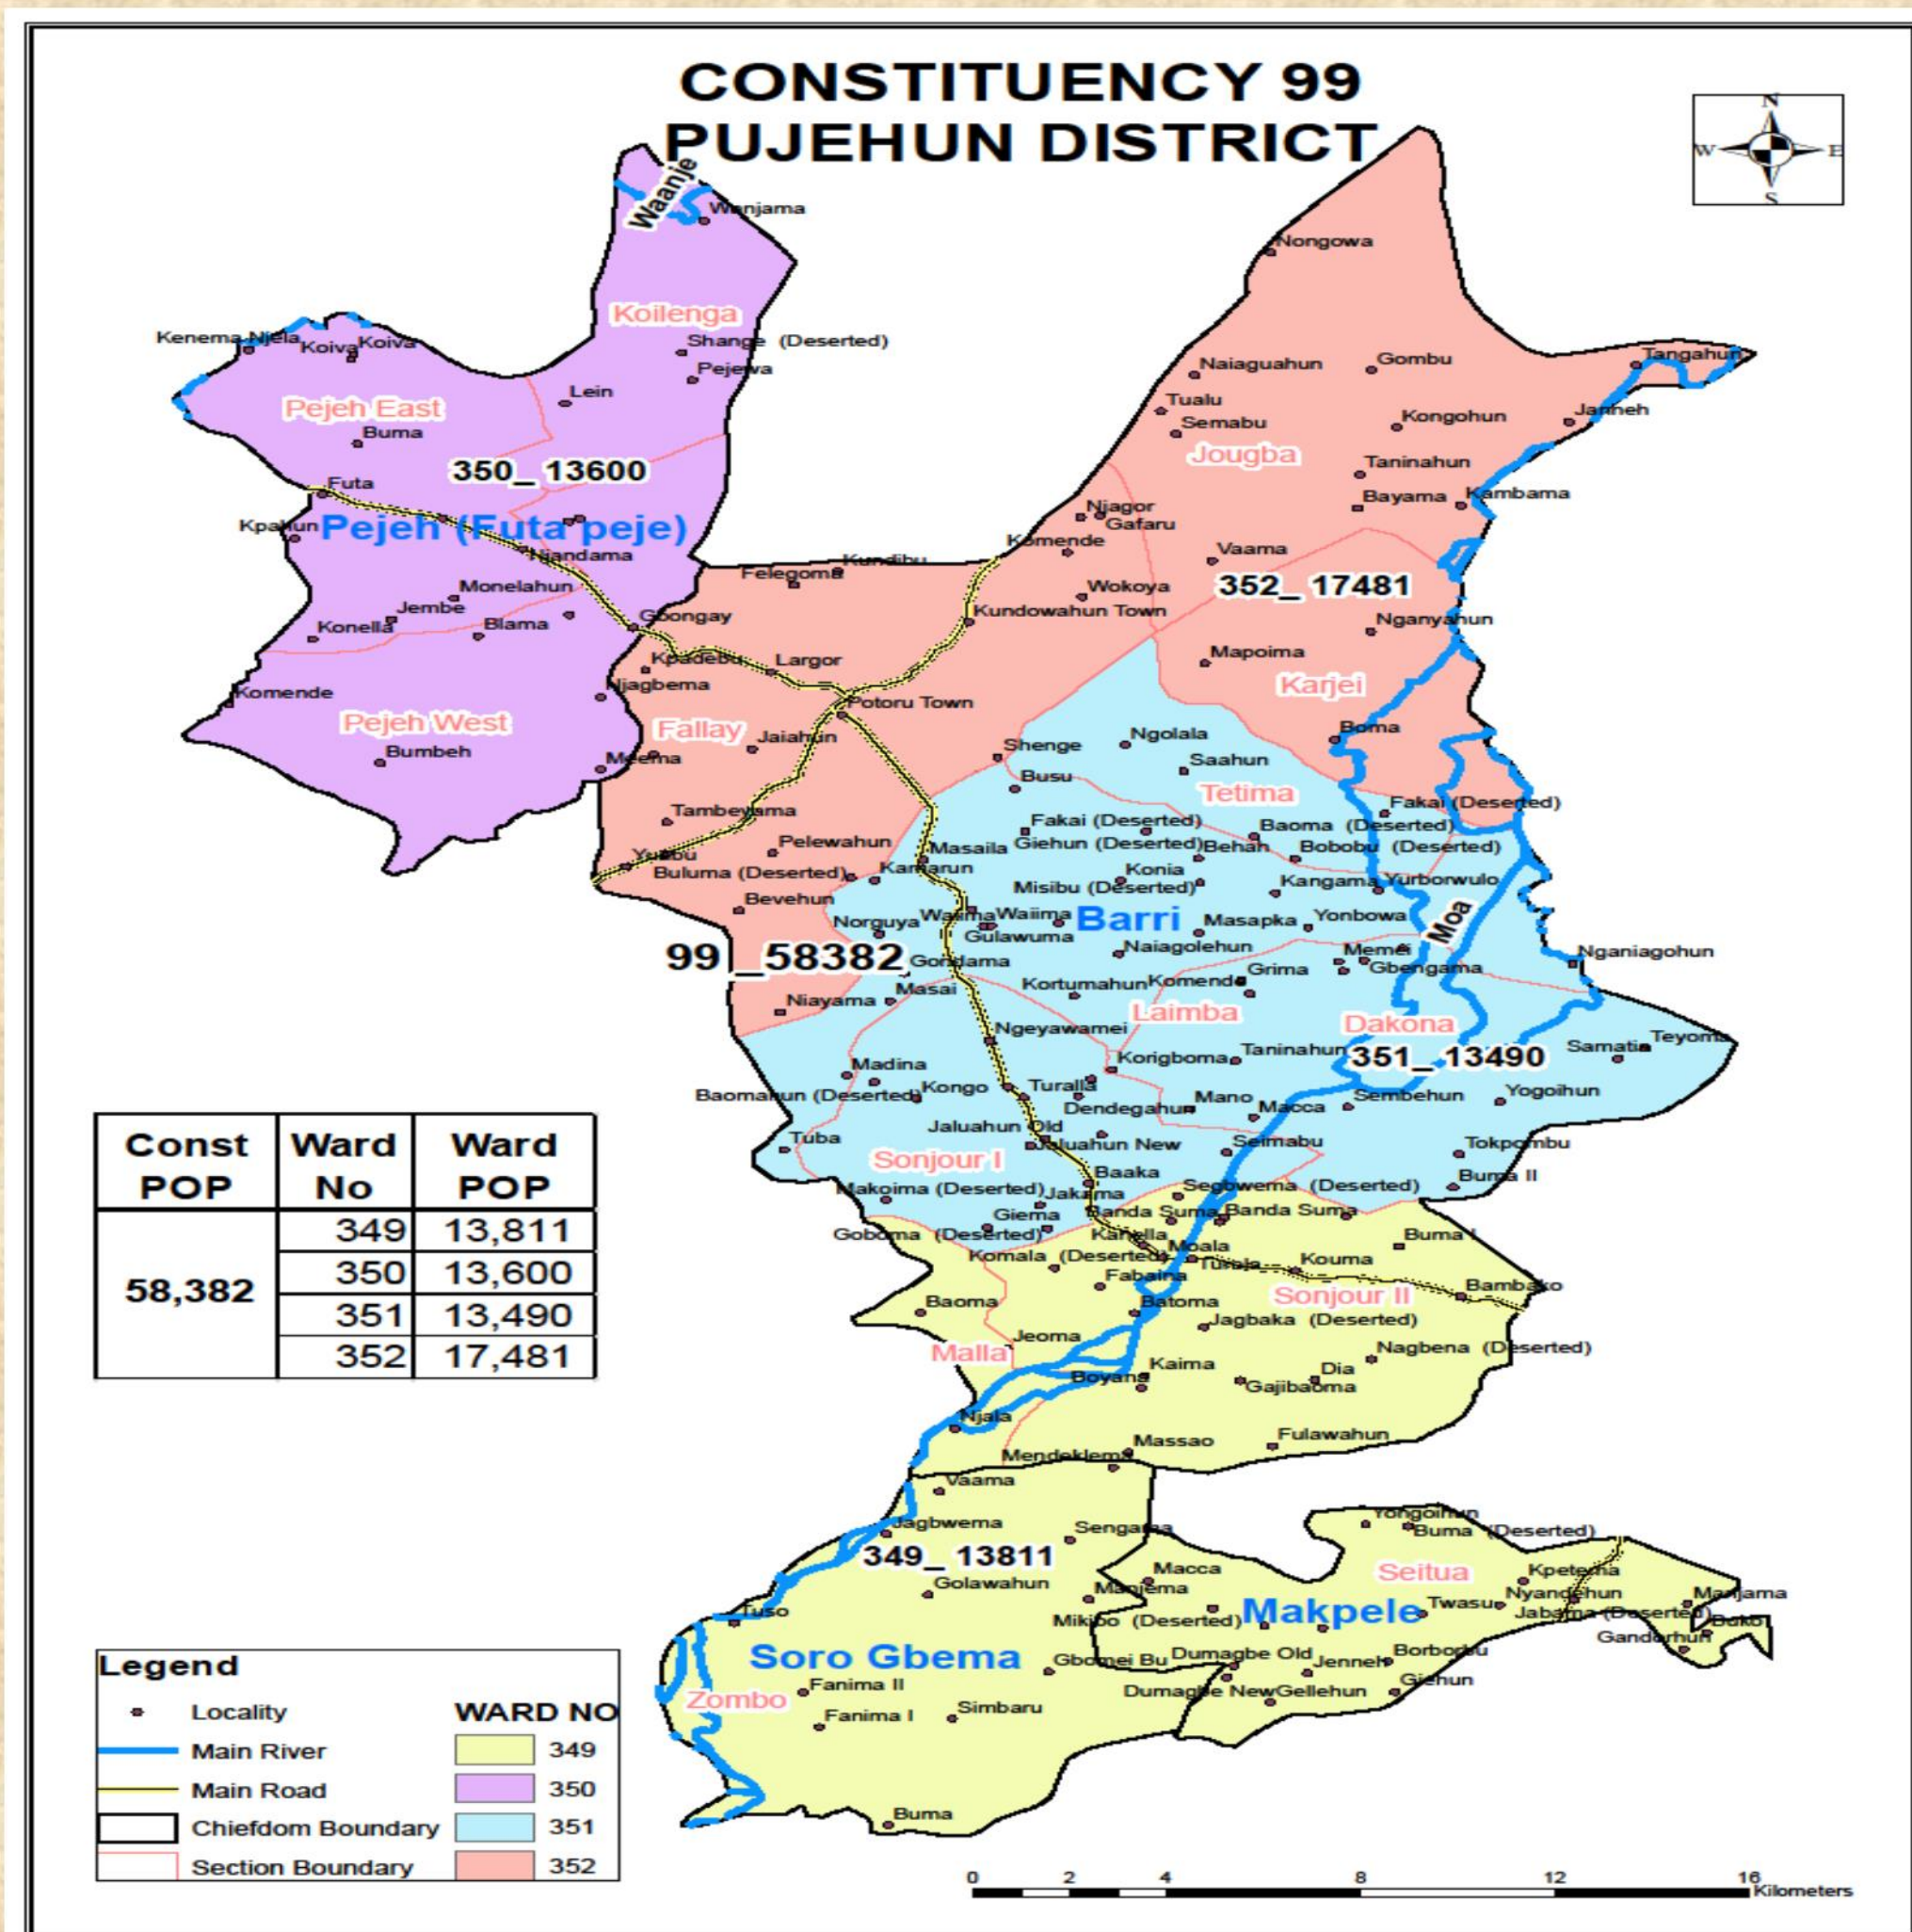 CONSTITUENCY 99
PUJEHUN DISTRICT
N
W E
S
Waanje
Wanjama
Nongowa
Koilenga
Kenema Njela
Koiva
Koiva
Shange (Deserted)
Pejewa
Naiaguahun
Gombu
Tangahun
Lein
Pejeh East
Tualu
Semabu
Kongohun
Janneh
Buma
Jougba
350_ 13600
Taninahun
Futa
Bayama
Kambama
Njagor
Gafaru
Kpahun
Pejeh (Futa peje)
Komende
Njandama
Vaama
Kundibu
Felegoma
352_ 17481
Monelahun
Wokoya
Jembe
Kundowahun Town
Gbongay
Nganyahun
Konella
Blama
Kpadebu
Largor
Mapoima
Karjei
Njagbema
Komende
Potoru Town
Pejeh West
Fallay
Jaiahun
Boma
Ngolala
Shenge
Bumbeh
Meema
Saahun
Busu
Tetima
Tambeyama
Fakai (Deserted)
Fakai (Deserted)
Baoma (Deserted)
Pelewahun
Masaila
Giehun (Deserted)
Behah
Bobobu (Deserted)
Yumbu
Buluma (Deserted)
Kamarun
Konia
Misibu (Deserted)
Kangama
Yurborwulo
Bevehun
Norguya
Waiima
Waiima
Barri
Masapka
Yonbowa
Moa
Gulawuma
Naiagolehun
Memei
Nganiagohun
99 _58382
Gondama
Gbengama
Grima
Kortumahun
Komende
Masai
Niayama
Laimba
Dakona
Ngeyawamei
Teyoma
Samatia
351_ 13490
Korigboma
Taninahun
Madina
Baomahun (Deserted)
Kongo
Turalla
Yogoihun
Dendegahun
Mano
Macca
Sembehun
Jaluahun Old
Jaluahun New
Tuba
Seimabu
Tokpombu
Sonjour I
Baaka
Buma II
Makoima (Deserted)
Jakama
Segbwema (Deserted)
Giema
Banda Suma
Banda Suma
Goboma (Deserted)
Kanella
Buma I
Komala (Deserted)
Moala
Kouma
Fabaina
Sonjour II
Bambako
Baoma
Batoma
Jagbaka (Deserted)
Jeoma
Malla
Nagbena (Deserted)
Kaima
Boyana
Dia
Gajibaoma
Njala
Massao
Fulawahun
Mendeklema
Vaama
Jagbwema
Sengama
Yongoihun
Buma (Deserted)
349_ 13811
Macca
Seitua
Golawahun
Manjema
Kpetema
Nyandehun
Manjama
Tuso
Mikibo (Deserted)
Makpele
Twasu
Jabama (Deserted)
Buko
Gandorhun
Soro Gbema
Gbomei Bu
Dumagbe Old
Jenneh
Borborbu
Zombo
Fanima II
Dumagbe New
Gellehun
Giehun
Simbaru
Fanima I
Buma
Const POP Ward No Ward POP
58,382
349 13,811
350 13,600
351 13,490
352 17,481
Legend
Locality
Main River
Main Road
Chiefdom Boundary
Section Boundary
WARD NO
349
350
351
352
0 2 4 8 12 16
Kilometers